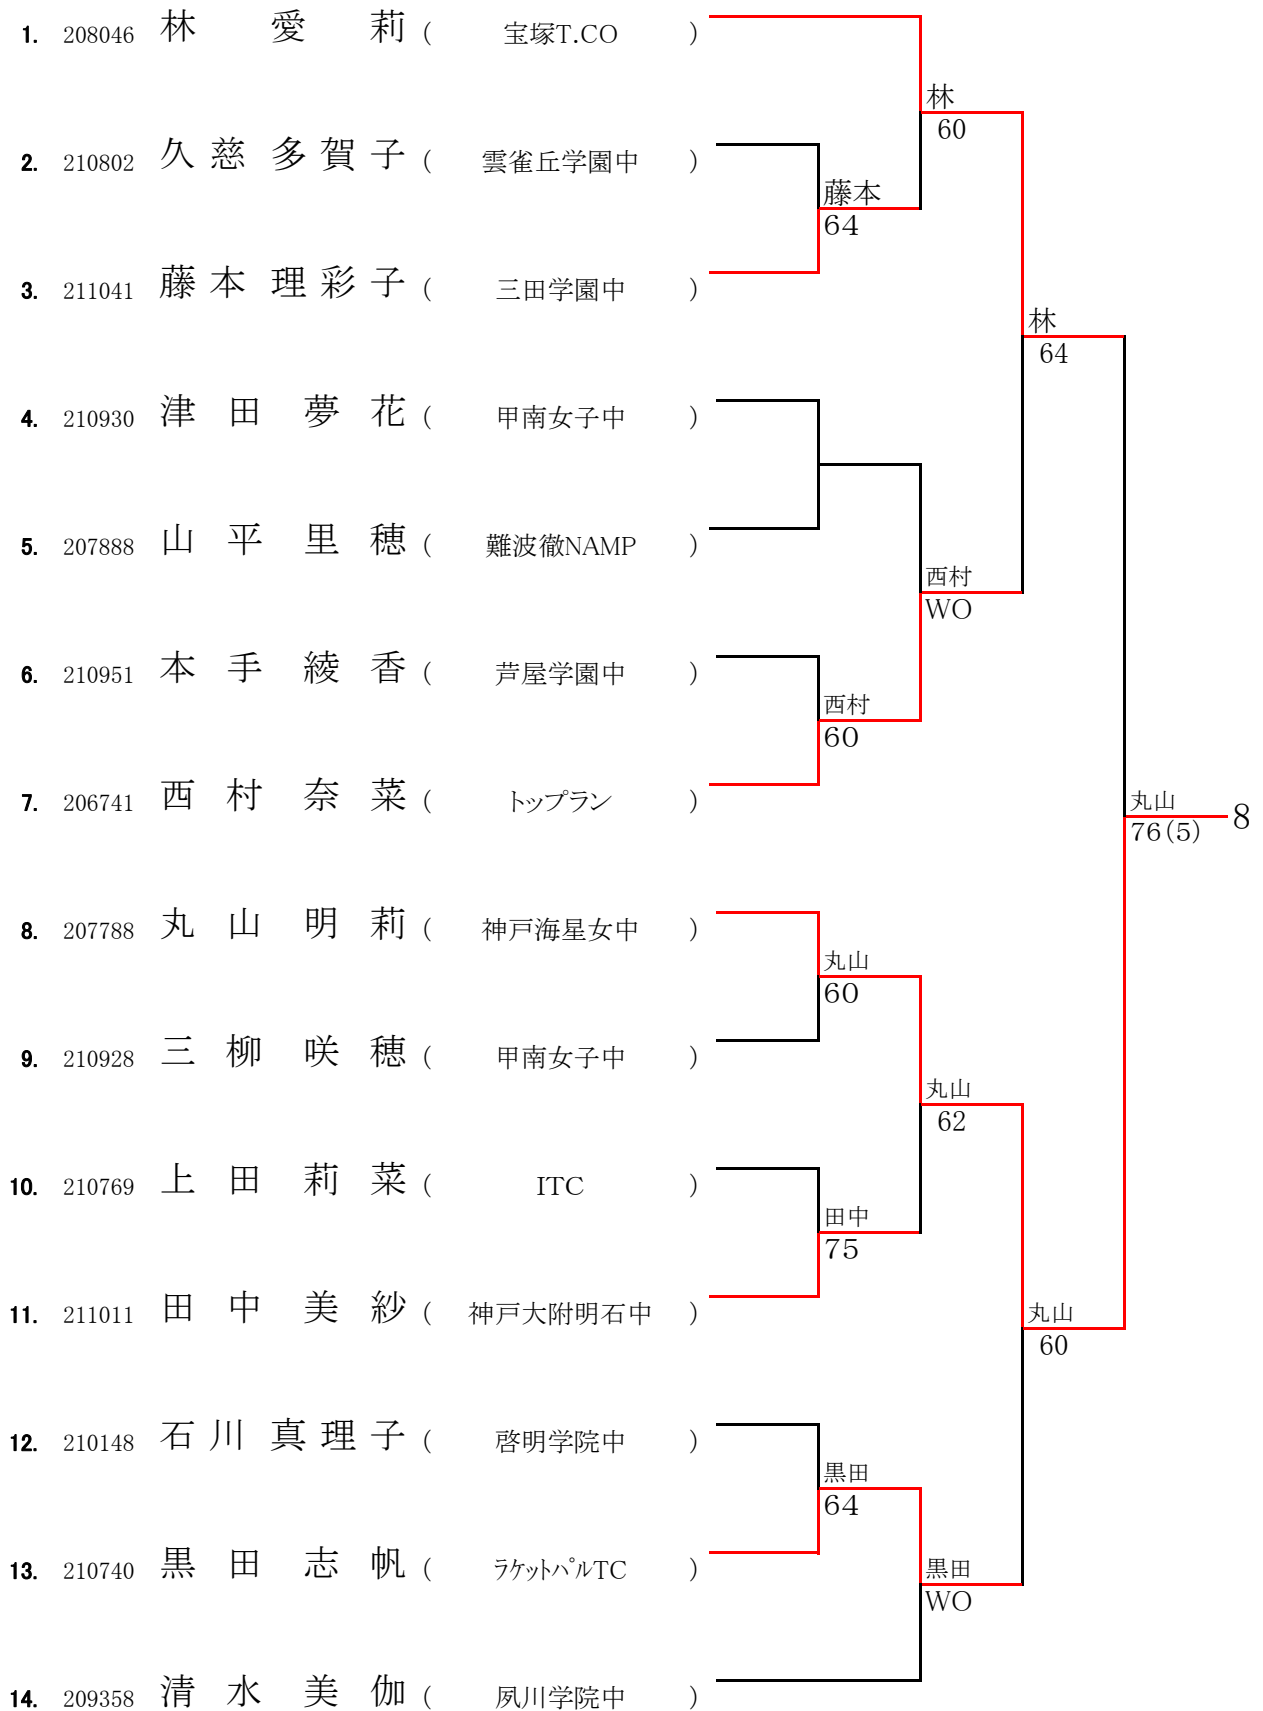 1. 208046 林 愛 莉 ( 宝塚T.CO )
林
60
2. 210802 久 慈 多 賀 子 ( 雲雀丘学園中 )
藤本
64
3. 211041 藤 本 理 彩 子 ( 三田学園中 )
林
64
4. 210930 津 田 夢 花 ( 甲南女子中 )
5. 207888 山 平 里 穂 ( 難波徹NAMP )
西村
WO
6. 210951 本 手 綾 香 ( 芦屋学園中 )
西村
60
7. 206741 西 村 奈 菜 ( トップラン )
丸山
76(5)
8
8. 207788 丸 山 明 莉 ( 神戸海星女中 )
丸山
60
9. 210928 三 柳 咲 穂 ( 甲南女子中 )
丸山
62
10. 210769 上 田 莉 菜 ( ITC )
田中
75
11. 211011 田 中 美 紗 ( 神戸大附明石中 )
丸山
60
12. 210148 石 川 真 理 子 ( 啓明学院中 )
黒田
64
13. 210740 黒 田 志 帆 ( ラケットパルTC )
黒田
WO
14. 209358 清 水 美 伽 ( 夙川学院中 )